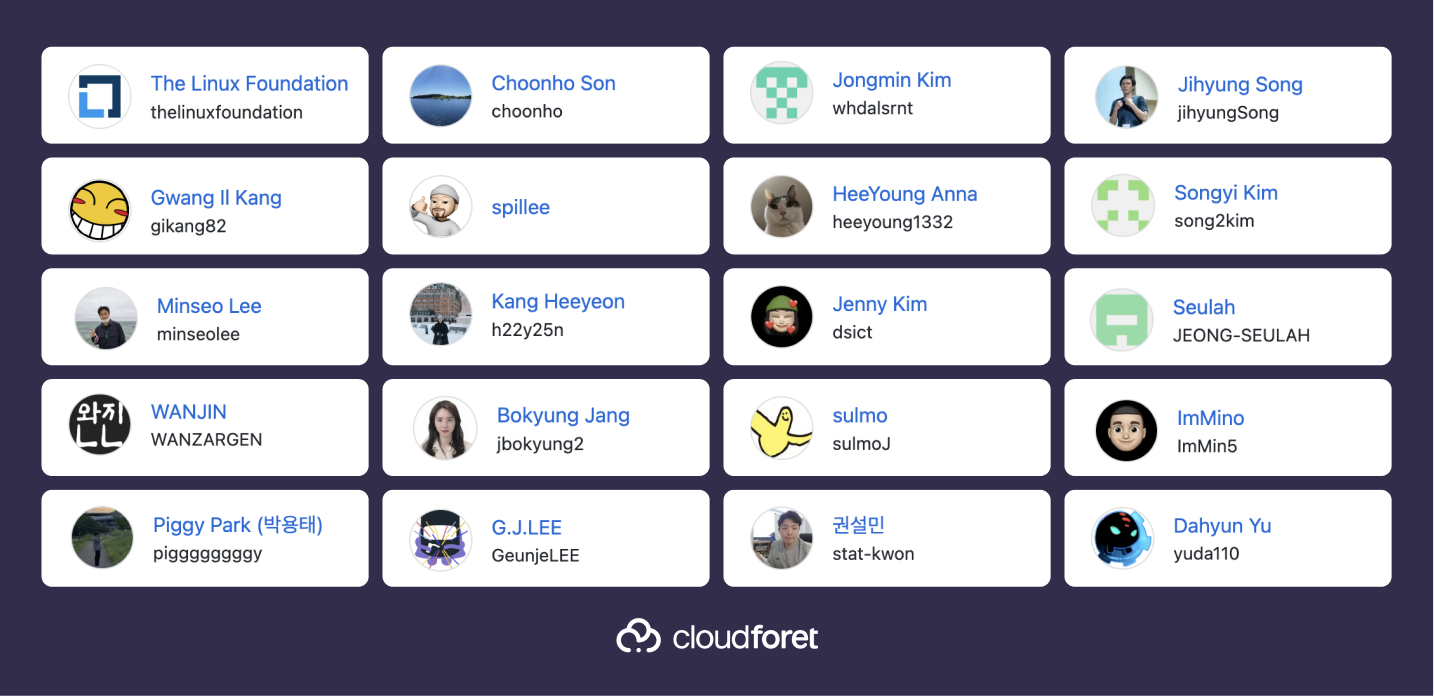 The Linux Foundation
thelinuxfoundation
Choonho Son
choonho
Jongmin Kim
whdalsrnt
Jihyung Song
jihyungSong
Gwang Il Kang
gikang82
spillee
HeeYoung Anna
heeyoung1332
Songyi Kim
song2kim
Minseo Lee
minseolee
Kang Heeyeon
h22y25n
Jenny Kim
dsict
Seulah
JEONG-SEULAH
완진
WANJIN
WANZARGEN
Bokyung Jang
jbokyung2
sulmo
sulmoJ
ImMino
ImMin5
Piggy Park (박용태)
piggggggggy
G.J.LEE
GeunjeLEE
권설민
stat-kwon
Dahyun Yu
yuda110
cloudforet